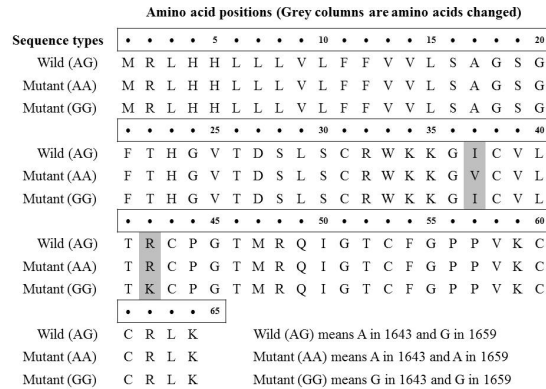 Amino acid positions (Grey columns are amino acids changed)
Sequence types • • • • 5 • • • • 10 • • • • 15 • • • • 20
Wild (AG) M R L H H L L L V L F F V V L S A G S G
Mutant (AA) M R L H H L L L V L F F V V L S A G S G
Mutant (GG) M R L H H L L L V L F F V V L S A G S G
• • • • 25 • • • • 30 • • • • 35 • • • • 40
Wild (AG) F T H G V T D S L S C R W K K G I C V L
Mutant (AA) F T H G V T D S L S C R W K K G V C V L
Mutant (GG) F T H G V T D S L S C R W K K G I C V L
• • • • 45 • • • • 50 • • • • 55 • • • • 60
Wild (AG) T R C P G T M R Q I G T C F G P P V K C
Mutant (AA) T R C P G T M R Q I G T C F G P P V K C
Mutant (GG) T K C P G T M R Q I G T C F G P P V K C
• • • • 65
Wild (AG) C R L K Wild (AG) means A in 1643 and G in 1659
Mutant (AA) C R L K Mutant (AA) means A in 1643 and A in 1659
Mutant (GG) C R L K Mutant (GG) means G in 1643 and G in 1659